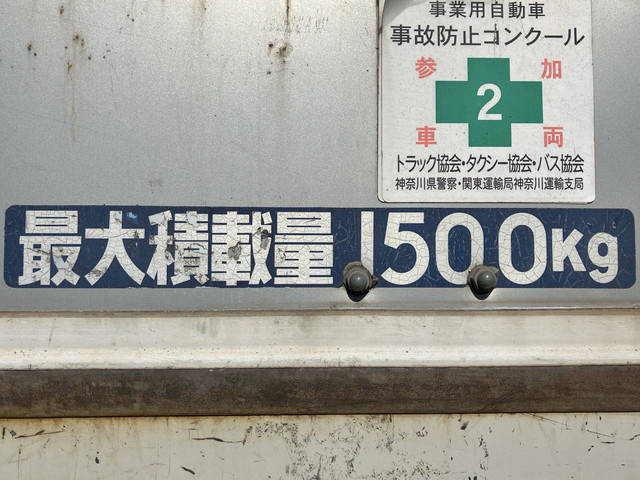 事業用自動車
事故防止コンクール
参 加
2
車 両
トラック協会・タクシー協会・バス協会
神奈川県警察・関東運輸局神奈川運輸支局
最大積載量 1500Kg